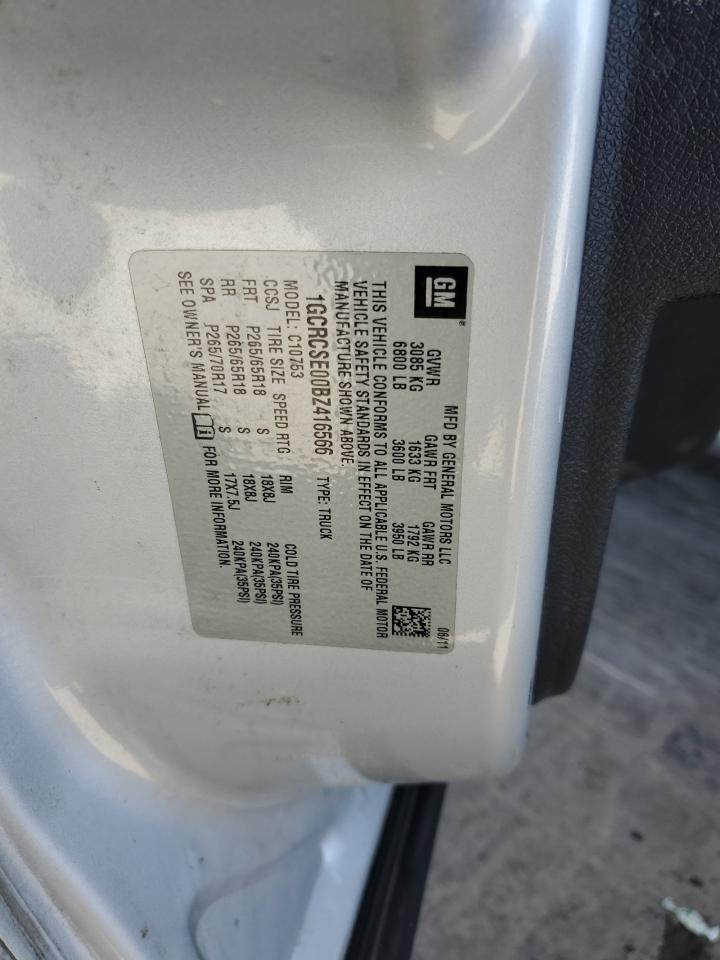 GM ®
MFD BY GENERAL MOTORS LLC 06/11
GVWR GAWR FRT GAWR RR
3085 KG 1633 KG 1792 KG
6800 LB 3600 LB 3950 LB
THIS VEHICLE CONFORMS TO ALL APPLICABLE U.S. FEDERAL MOTOR
VEHICLE SAFETY STANDARDS IN EFFECT ON THE DATE OF
MANUFACTURE SHOWN ABOVE.
1GCRCSE00BZ416566 TYPE: TRUCK
MODEL: C10753
CCSJ TIRE SIZE SPEED RTG RIM COLD TIRE PRESSURE
FRT P265/65R18 S 18X8J 240KPA(35PSI)
RR P265/65R18 S 18X8J 240KPA(35PSI)
SPA P265/70R17 S 17X7.5J 240KPA(35PSI)
SEE OWNER'S MANUAL FOR MORE INFORMATION.